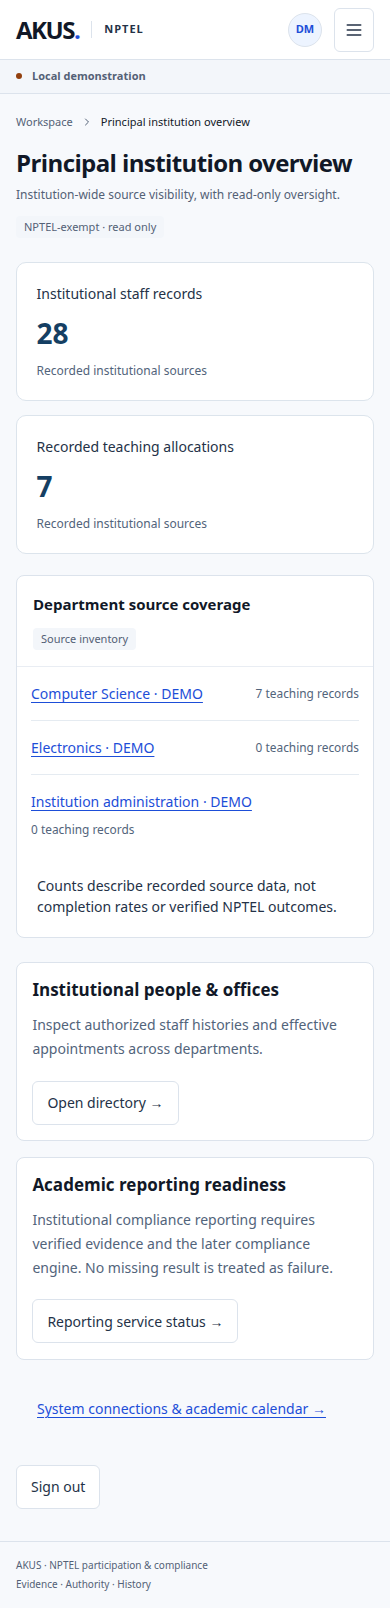 AKUS. NPTEL DM
Local demonstration
Workspace > Principal institution overview
Principal institution overview
Institution-wide source visibility, with read-only oversight.
NPTEL-exempt · read only
Institutional staff records
28
Recorded institutional sources
Recorded teaching allocations
7
Recorded institutional sources
Department source coverage
Source inventory
Computer Science · DEMO 7 teaching records
Electronics · DEMO 0 teaching records
Institution administration · DEMO
0 teaching records
Counts describe recorded source data, not
completion rates or verified NPTEL outcomes.
Institutional people & offices
Inspect authorized staff histories and effective
appointments across departments.
Open directory →
Academic reporting readiness
Institutional compliance reporting requires
verified evidence and the later compliance
engine. No missing result is treated as failure.
Reporting service status →
System connections & academic calendar →
Sign out
AKUS · NPTEL participation & compliance
Evidence · Authority · History